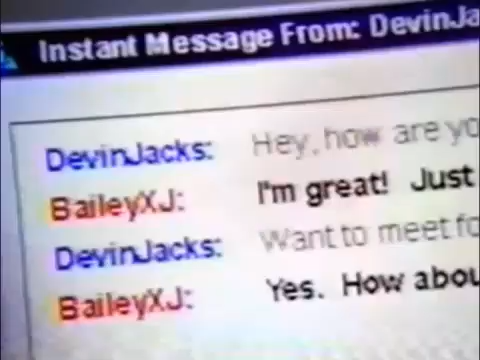 Instant Message From: DevinJa
DevinJacks: Hey, how are yo
BaileyXJ: I'm great! Just
DevinJacks: Want to meet fo
BaileyXJ: Yes. How abou